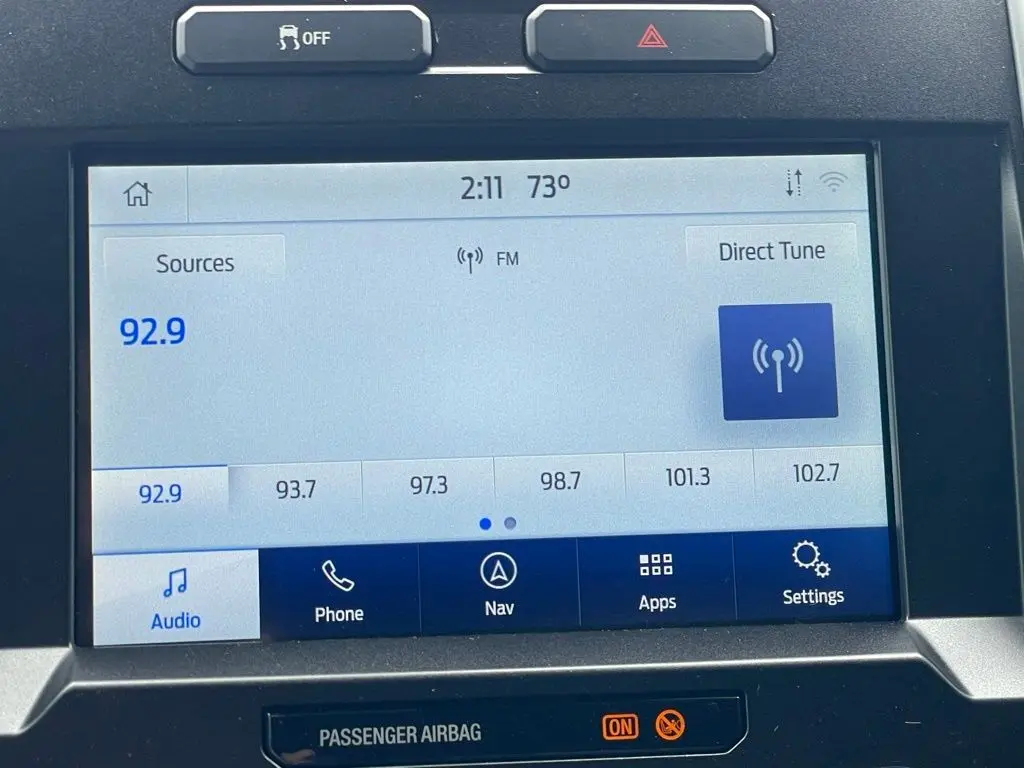 OFF
2:11 73º
Sources
FM
Direct Tune
92.9
92.9 93.7 97.3 98.7 101.3 102.7
Audio Phone Nav Apps Settings
PASSENGER AIRBAG ON